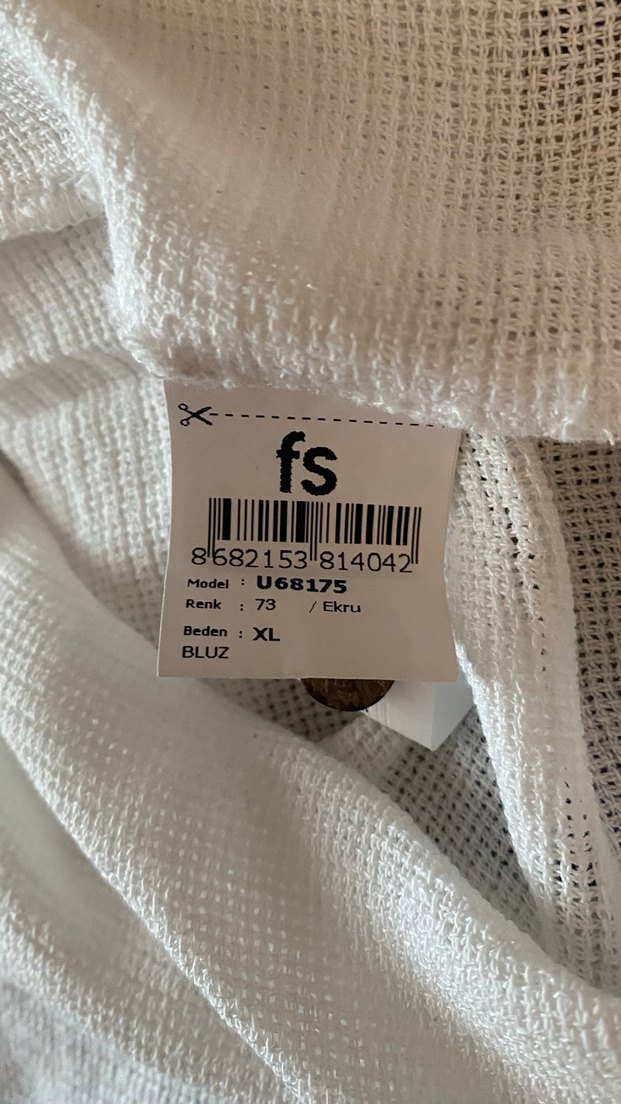 fs
8 682153 814042
Model : U68175
Renk : 73 / Ekru
Beden : XL
BLUZ